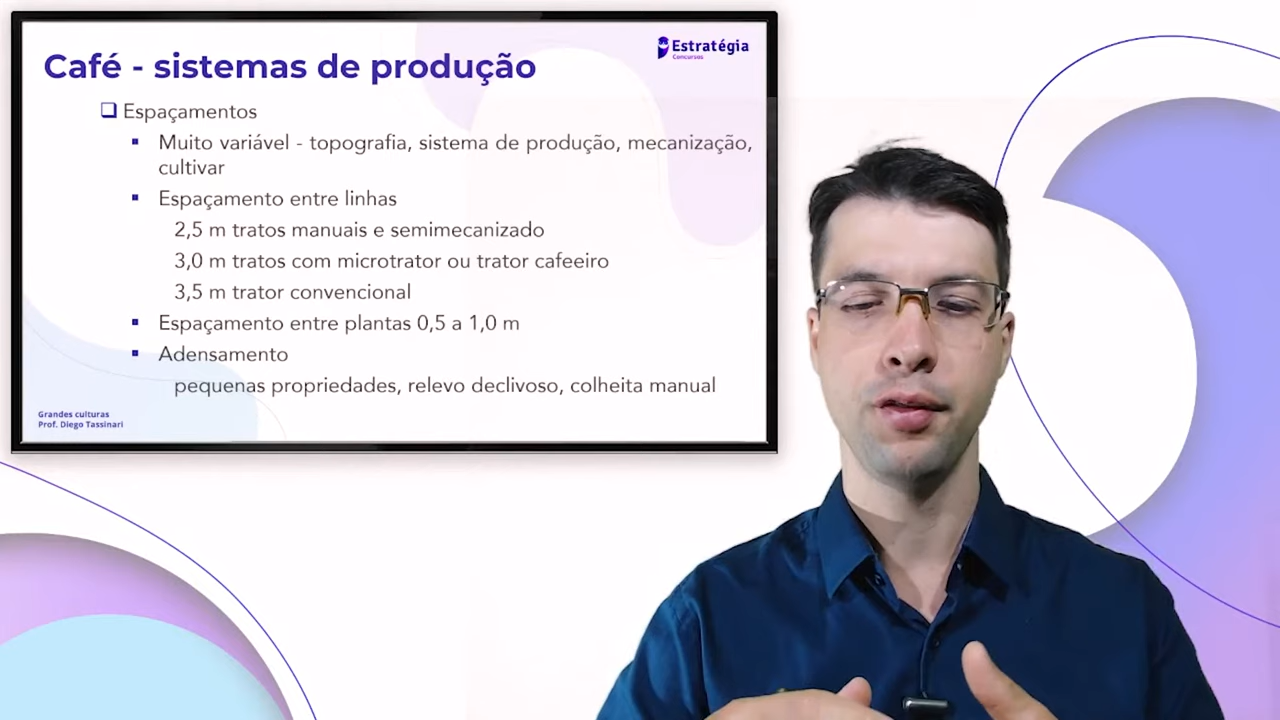 Café - sistemas de produção
Estratégia
Concursos
❑ Espaçamentos
▪ Muito variável - topografia, sistema de produção, mecanização,
cultivar
▪ Espaçamento entre linhas
2,5 m tratos manuais e semimecanizado
3,0 m tratos com microtrator ou trator cafeeiro
3,5 m trator convencional
▪ Espaçamento entre plantas 0,5 a 1,0 m
▪ Adensamento
pequenas propriedades, relevo declivoso, colheita manual
Grandes culturas
Prof. Diego Tassinari